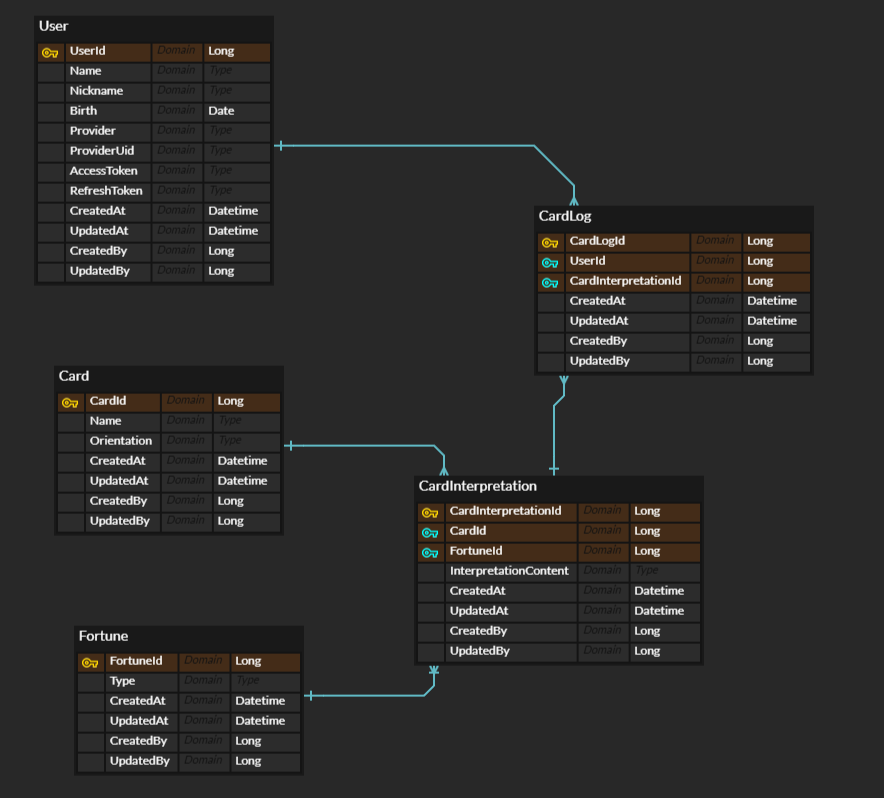 User
UserId Domain Long
Name Domain Type
Nickname Domain Type
Birth Domain Date
Provider Domain Type
ProviderUid Domain Type
AccessToken Domain Type
RefreshToken Domain Type
CreatedAt Domain Datetime
UpdatedAt Domain Datetime
CreatedBy Domain Long
UpdatedBy Domain Long
CardLog
CardLogId Domain Long
UserId Domain Long
CardInterpretationId Domain Long
CreatedAt Domain Datetime
UpdatedAt Domain Datetime
CreatedBy Domain Long
UpdatedBy Domain Long
Card
CardId Domain Long
Name Domain Type
Orientation Domain Type
CreatedAt Domain Datetime
UpdatedAt Domain Datetime
CreatedBy Domain Long
UpdatedBy Domain Long
CardInterpretation
CardInterpretationId Domain Long
CardId Domain Long
FortuneId Domain Long
InterpretationContent Domain Type
CreatedAt Domain Datetime
UpdatedAt Domain Datetime
CreatedBy Domain Long
UpdatedBy Domain Long
Fortune
FortuneId Domain Long
Type Domain Type
CreatedAt Domain Datetime
UpdatedAt Domain Datetime
CreatedBy Domain Long
UpdatedBy Domain Long